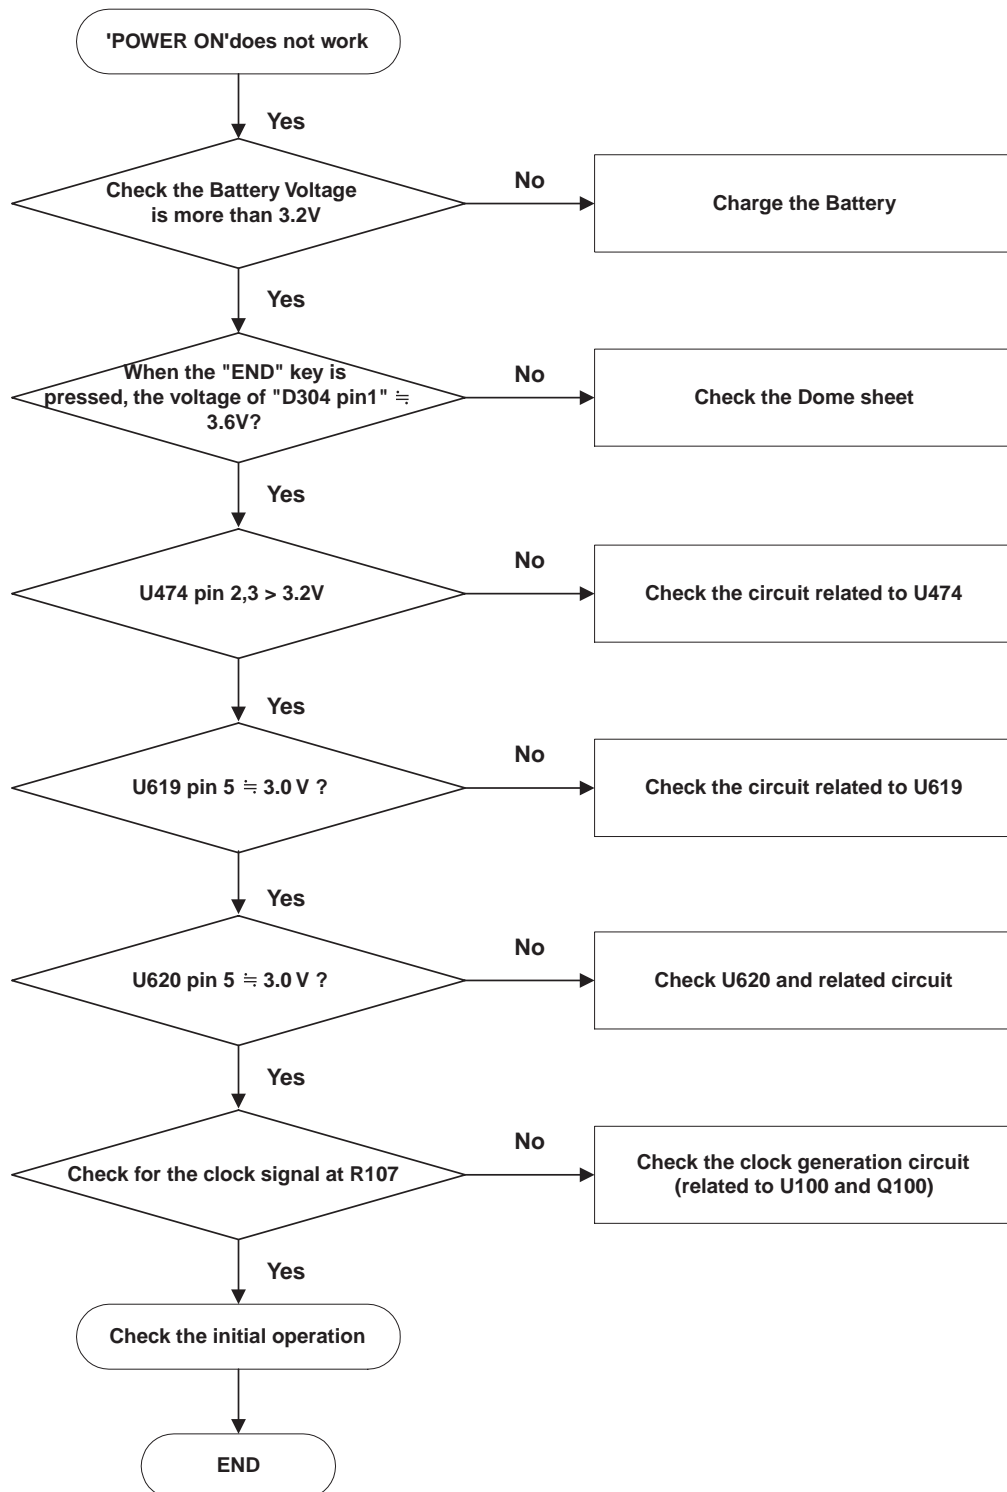 'POWER ON'does not work
Yes
Check the Battery Voltage
is more than 3.2V
No
Charge the Battery
Yes
When the "END" key is
pressed, the voltage of "D304 pin1" ≒
3.6V?
No
Check the Dome sheet
Yes
U474 pin 2,3 > 3.2V
No
Check the circuit related to U474
Yes
U619 pin 5 ≒ 3.0 V ?
No
Check the circuit related to U619
Yes
U620 pin 5 ≒ 3.0 V ?
No
Check U620 and related circuit
Yes
Check for the clock signal at R107
No
Check the clock generation circuit
(related to U100 and Q100)
Yes
Check the initial operation
END